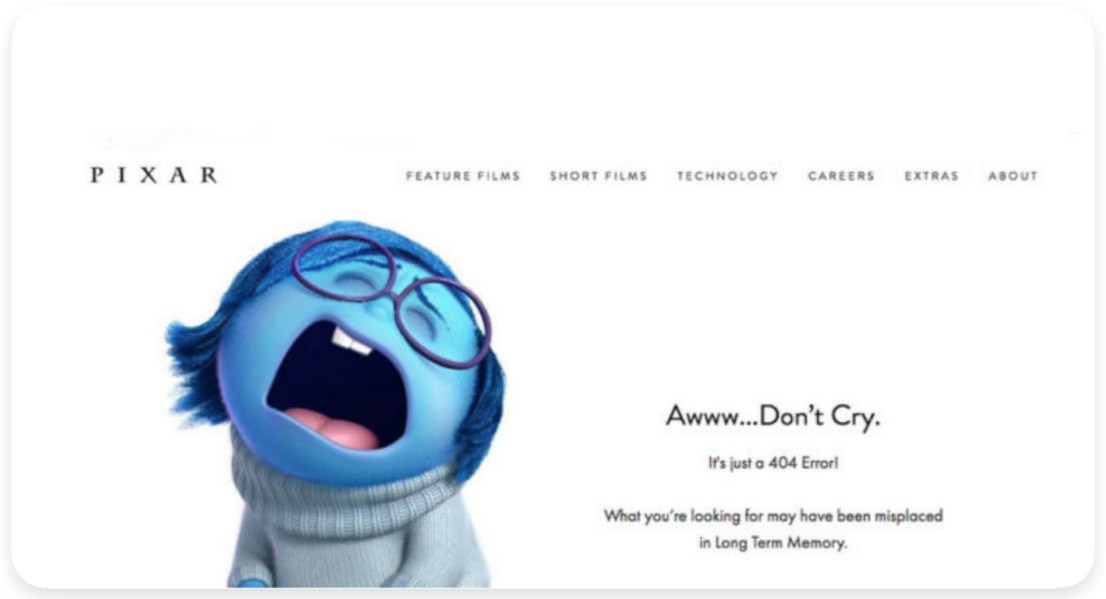 PIXAR
FEATURE FILMS SHORT FILMS TECHNOLOGY CAREERS EXTRAS ABOUT
Awww...Don't Cry.
It's just a 404 Error!
What you're looking for may have been misplaced
in Long Term Memory.